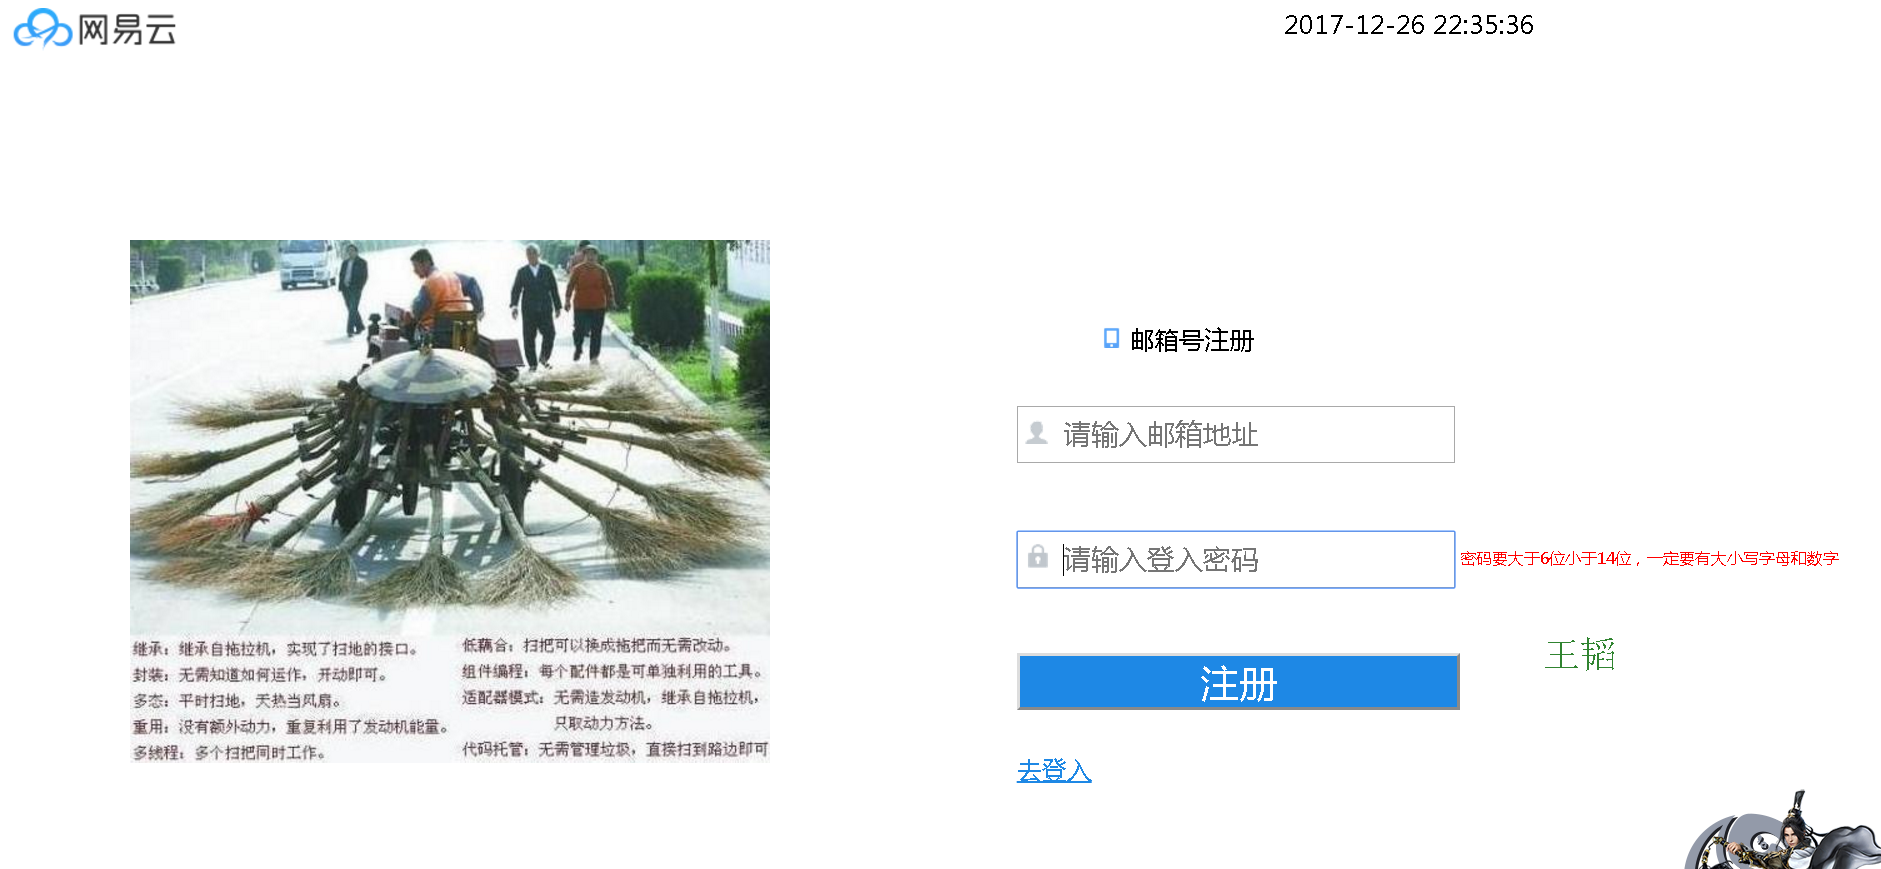 网易云
2017-12-26 22:35:36
继承：继承自拖拉机，实现了扫地的接口。
封装：无需知道如何运作，开动即可。
多态：平时扫地，天热当风扇。
重用：没有额外动力，重复利用了发动机能量。
多线程：多个扫把同时工作。
低藕合：扫把可以换成拖把而无需改动。
组件编程：每个配件都是可单独利用的工具。
适配器模式：无需造发动机，继承自拖拉机，
只取动力方法。
代码托管：无需管理垃圾，直接扫到路边即可
邮箱号注册
请输入邮箱地址
请输入登入密码
密码要大于6位小于14位，一定要有大小写字母和数字
王韬
注册
去登入